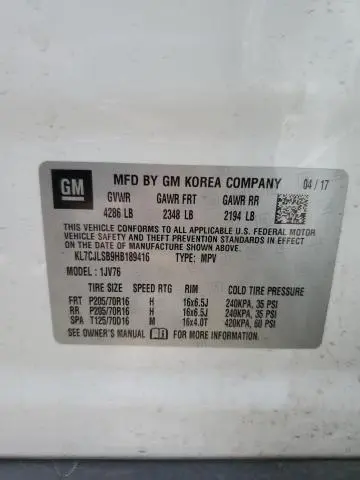 GM MFD BY GM KOREA COMPANY 04 / 17
GVWR GAWR FRT GAWR RR
4286 LB 2348 LB 2194 LB
THIS VEHICLE CONFORMS TO ALL APPLICABLE U.S. FEDERAL MOTOR
VEHICLE SAFETY AND THEFT PREVENTION STANDARDS IN EFFECT ON
THE DATE OF MANUFACTURE SHOWN ABOVE.
KL7CJLSB9HB189416 TYPE: MPV
MODEL : 1JV76
TIRE SIZE SPEED RTG RIM COLD TIRE PRESSURE
FRT P205/70R16 H 16x6.5J 240KPA, 35 PSI
RR P205/70R16 H 16x6.5J 240KPA, 35 PSI
SPA T125/70D16 M 16x4.0T 420KPA, 60 PSI
SEE OWNER'S MANUAL FOR MORE INFORMATION